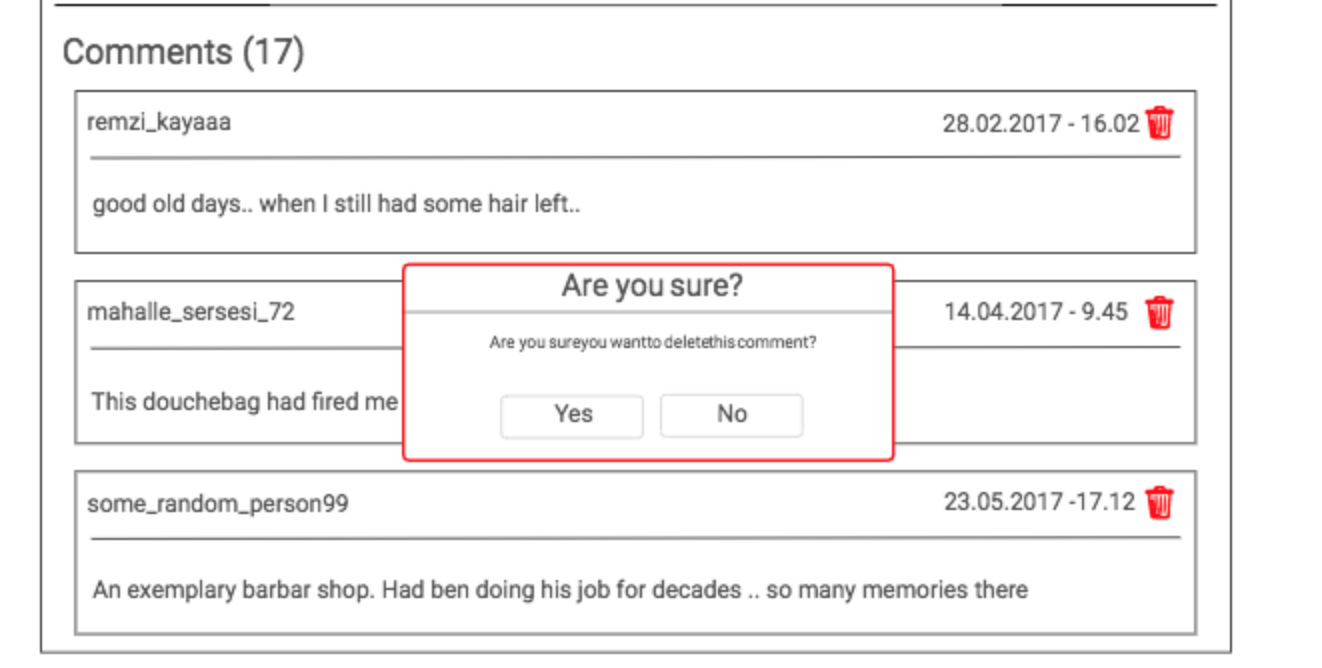 Comments (17)
remzi_kayaaa 28.02.2017 - 16.02
good old days.. when I still had some hair left..
Are you sure?
mahalle_sersesi_72 14.04.2017 - 9.45
Are you sureyou wantto deletethis comment?
This douchebag had fired me
Yes No
some_random_person99 23.05.2017 -17.12
An exemplary barbar shop. Had ben doing his job for decades .. so many memories there